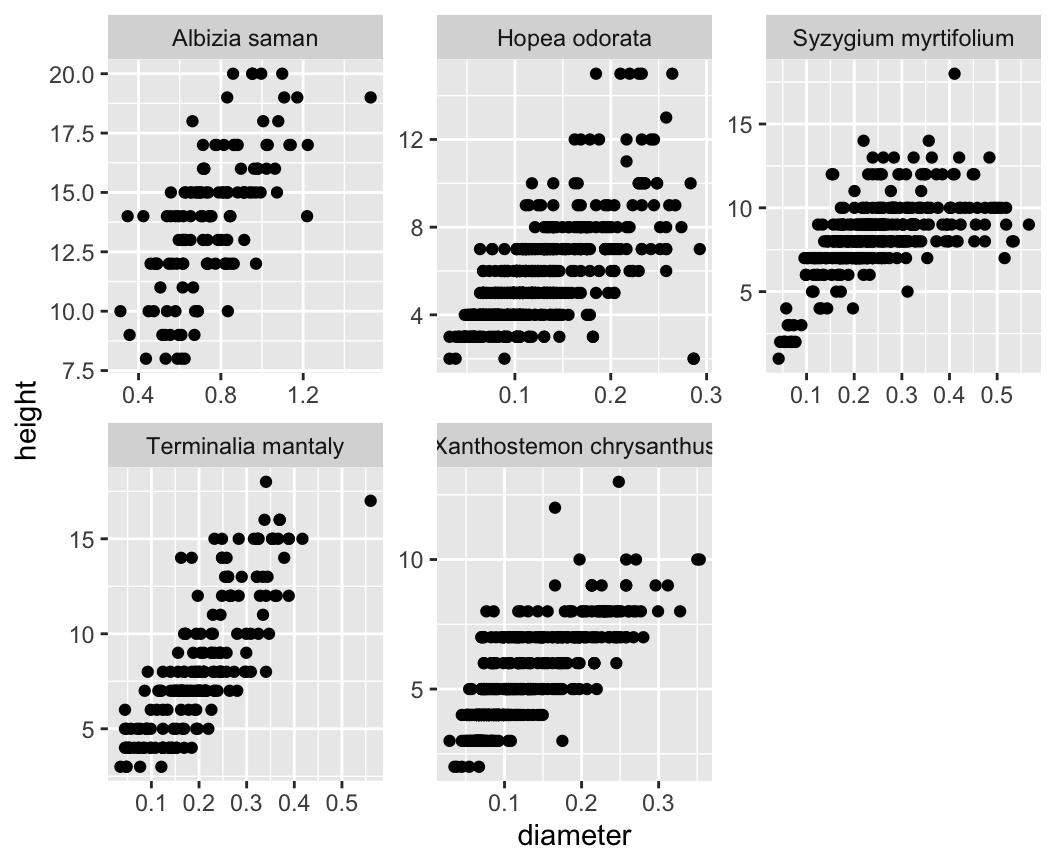 Albizia saman
Hopea odorata
Syzygium myrtifolium
20.0
17.5
15.0
12.5
10.0
7.5
12
8
4
15
10
5
0.4 0.8 1.2
0.1 0.2 0.3
0.1 0.2 0.3 0.4 0.5
height
Terminalia mantaly
Xanthostemon chrysanthus
15
10
5
10
5
0.1 0.2 0.3 0.4 0.5
0.1 0.2 0.3
diameter